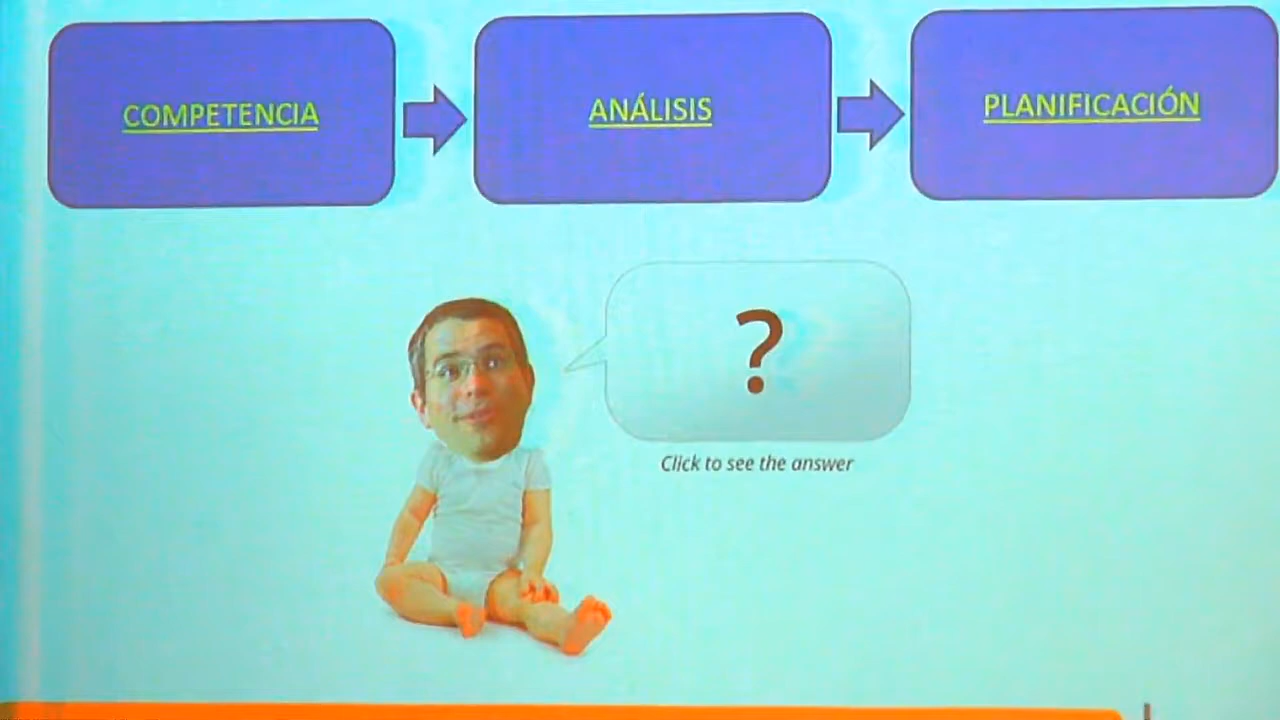 COMPETENCIA
ANÁLISIS
PLANIFICACIÓN
?
Click to see the answer